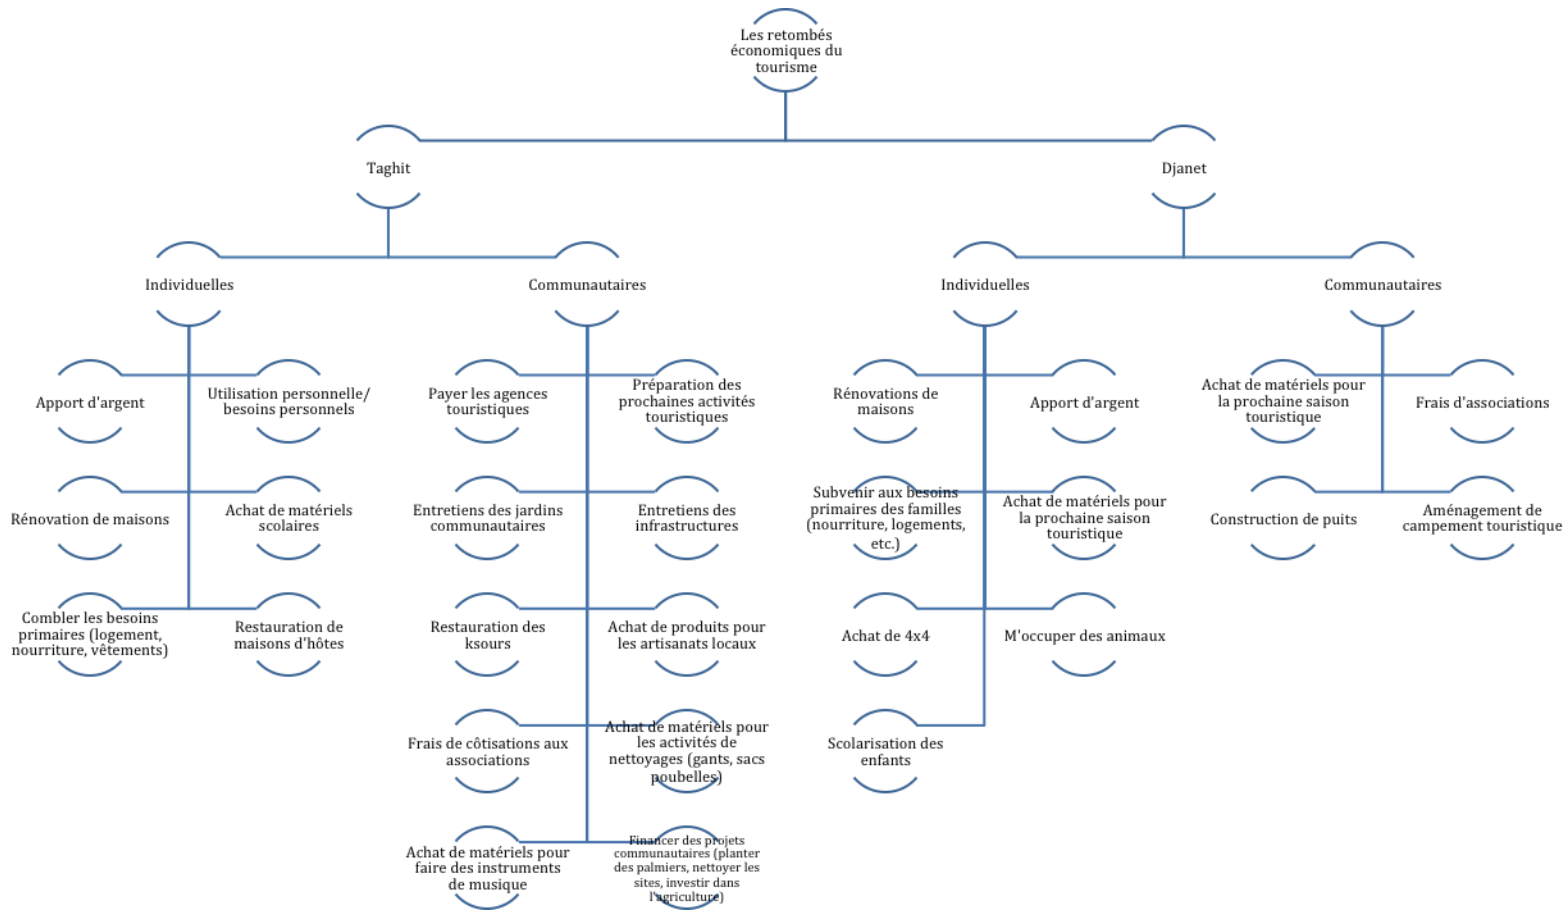 Les retombés
économiques du
tourisme
Taghit
Djanet
Individuelles
Communautaires
Individuelles
Communautaires
Apport d'argent
Utilisation personnelle/
besoins personnels
Rénovation de maisons
Achat de matériels
scolaires
Combler les besoins
primaires (logement,
nourriture, vêtements)
Restauration de
maisons d'hôtes
Payer les agences
touristiques
Préparation des
prochaines activités
touristiques
Entretiens des jardins
communautaires
Entretiens des
infrastructures
Restauration des
ksours
Achat de produits pour
les artisanats locaux
Frais de côtisations aux
associations
Achat de matériels pour
les activités de
nettoyages (gants, sacs
poubelles)
Achat de matériels pour
faire des instruments
de musique
Financer des projets
communautaires (planter
des palmiers, nettoyer les
sites, investir dans
l'agriculture)
Rénovations de
maisons
Apport d'argent
Subvenir aux besoins
primaires des familles
(nourriture, logements,
etc.)
Achat de matériels pour
la prochaine saison
touristique
Achat de 4x4
M'occuper des animaux
Scolarisation des
enfants
Achat de matériels pour
la prochaine saison
touristique
Frais d'associations
Construction de puits
Aménagement de
campement touristique